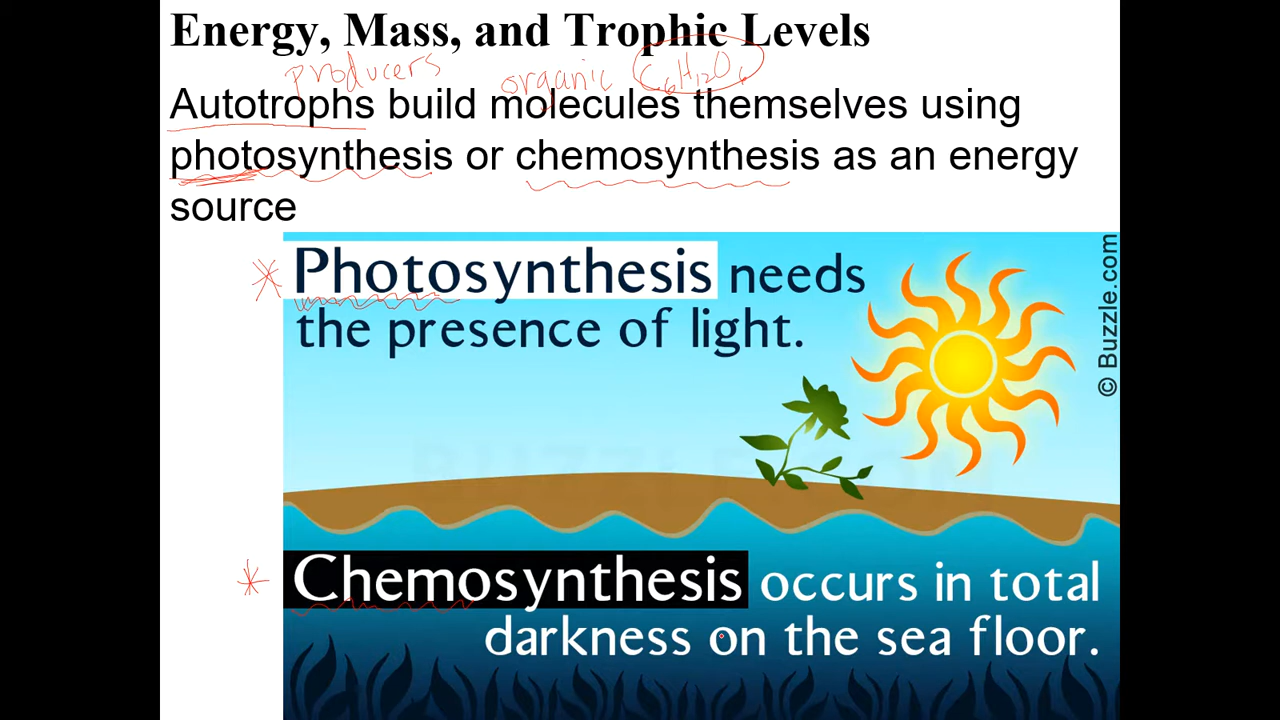 Energy, Mass, and Trophic Levels
producers organic C₆H₁₂O₆
Autotrophs build molecules themselves using
photosynthesis or chemosynthesis as an energy
source
Photosynthesis needs
the presence of light.
© Buzzle.com
Chemosynthesis occurs in total
darkness on the sea floor.